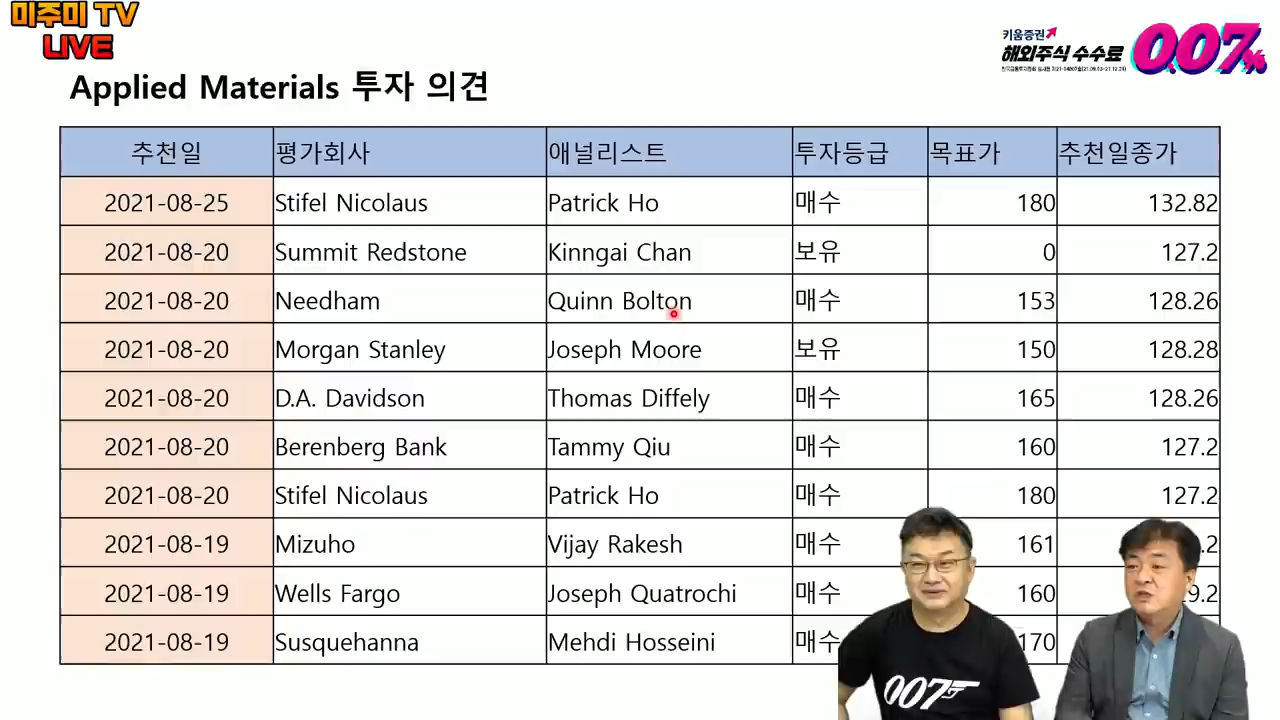 미주미 TV
LIVE
키움증권
해외주식 수수료
0.07%
Applied Materials 투자 의견
추천일 평가회사 애널리스트 투자등급 목표가 추천일종가
2021-08-25 Stifel Nicolaus Patrick Ho 매수 180 132.82
2021-08-20 Summit Redstone Kinngai Chan 보유 0 127.2
2021-08-20 Needham Quinn Bolton 매수 153 128.26
2021-08-20 Morgan Stanley Joseph Moore 보유 150 128.28
2021-08-20 D.A. Davidson Thomas Diffely 매수 165 128.26
2021-08-20 Berenberg Bank Tammy Qiu 매수 160 127.2
2021-08-20 Stifel Nicolaus Patrick Ho 매수 180 127.2
2021-08-19 Mizuho Vijay Rakesh 매수 161
2021-08-19 Wells Fargo Joseph Quatrochi 매수 160
2021-08-19 Susquehanna Mehdi Hosseini 매수 170
007